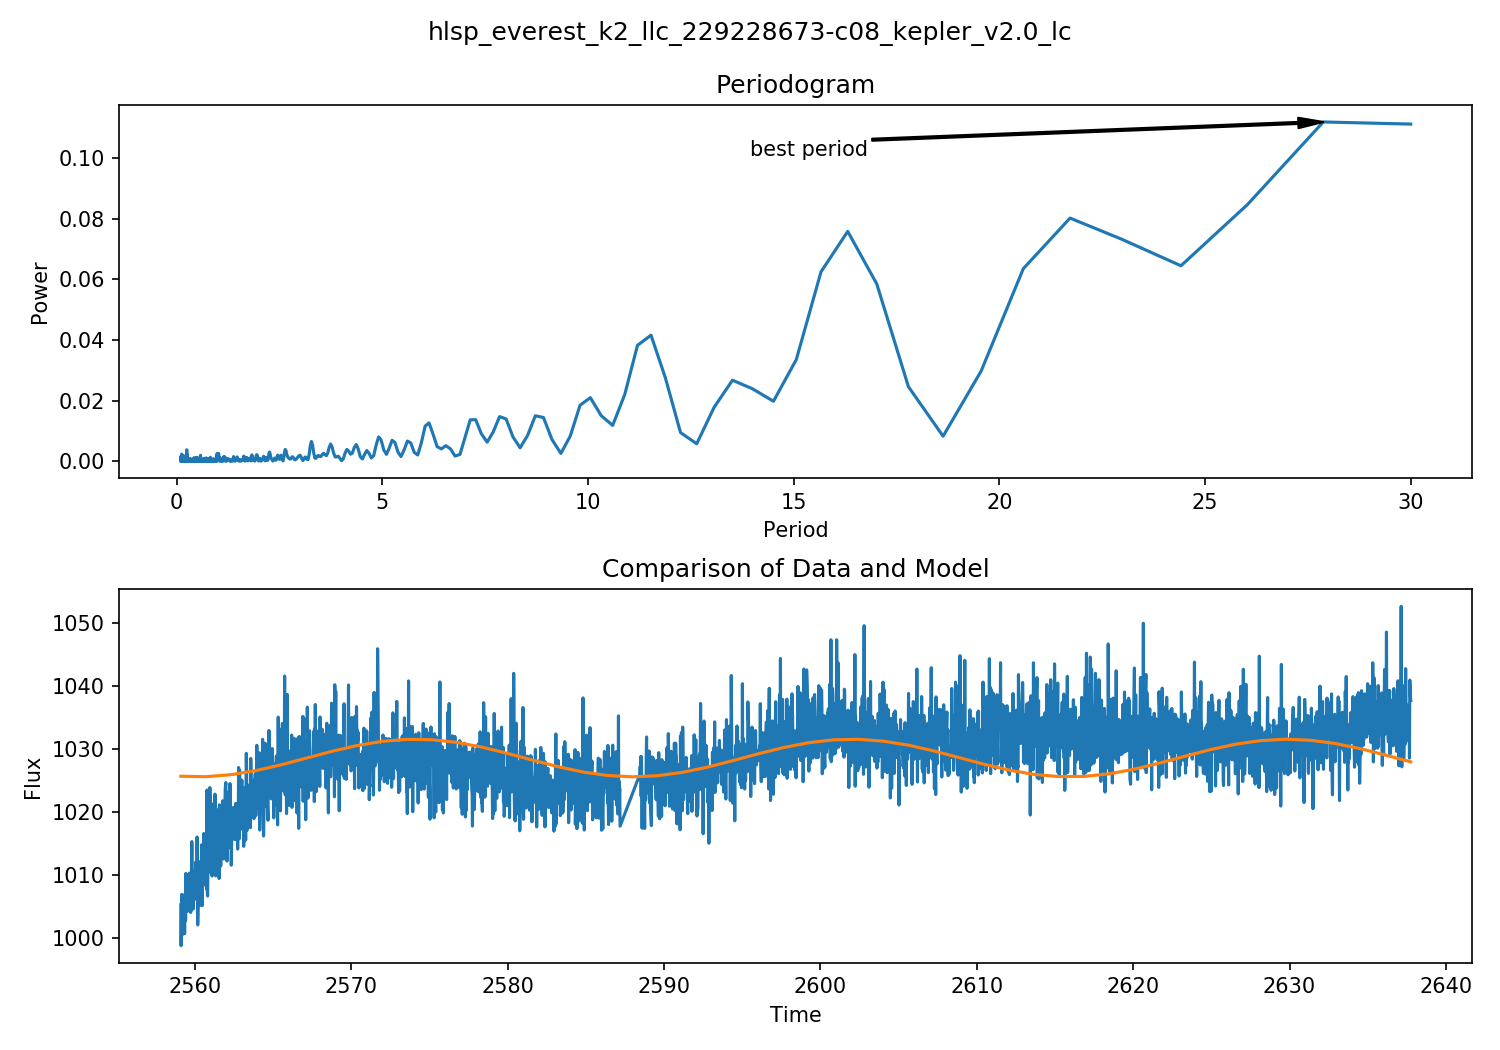 hlsp_everest_k2_llc_229228673-c08_kepler_v2.0_lc
Periodogram
best period
Power
0.10
0.08
0.06
0.04
0.02
0.00
0 5 10 15 20 25 30
Period
Comparison of Data and Model
Flux
1050
1040
1030
1020
1010
1000
2560 2570 2580 2590 2600 2610 2620 2630 2640
Time